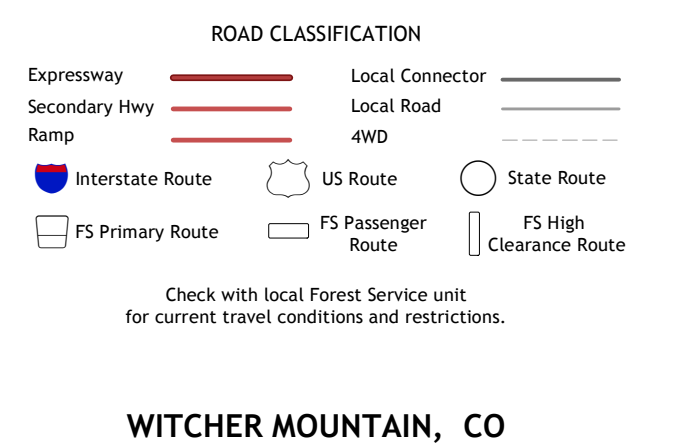 ROAD CLASSIFICATION
Expressway
Local Connector
Secondary Hwy
Local Road
Ramp
4WD
Interstate Route
US Route
State Route
FS Primary Route
FS Passenger
Route
FS High
Clearance Route
Check with local Forest Service unit
for current travel conditions and restrictions.
WITCHER MOUNTAIN, CO